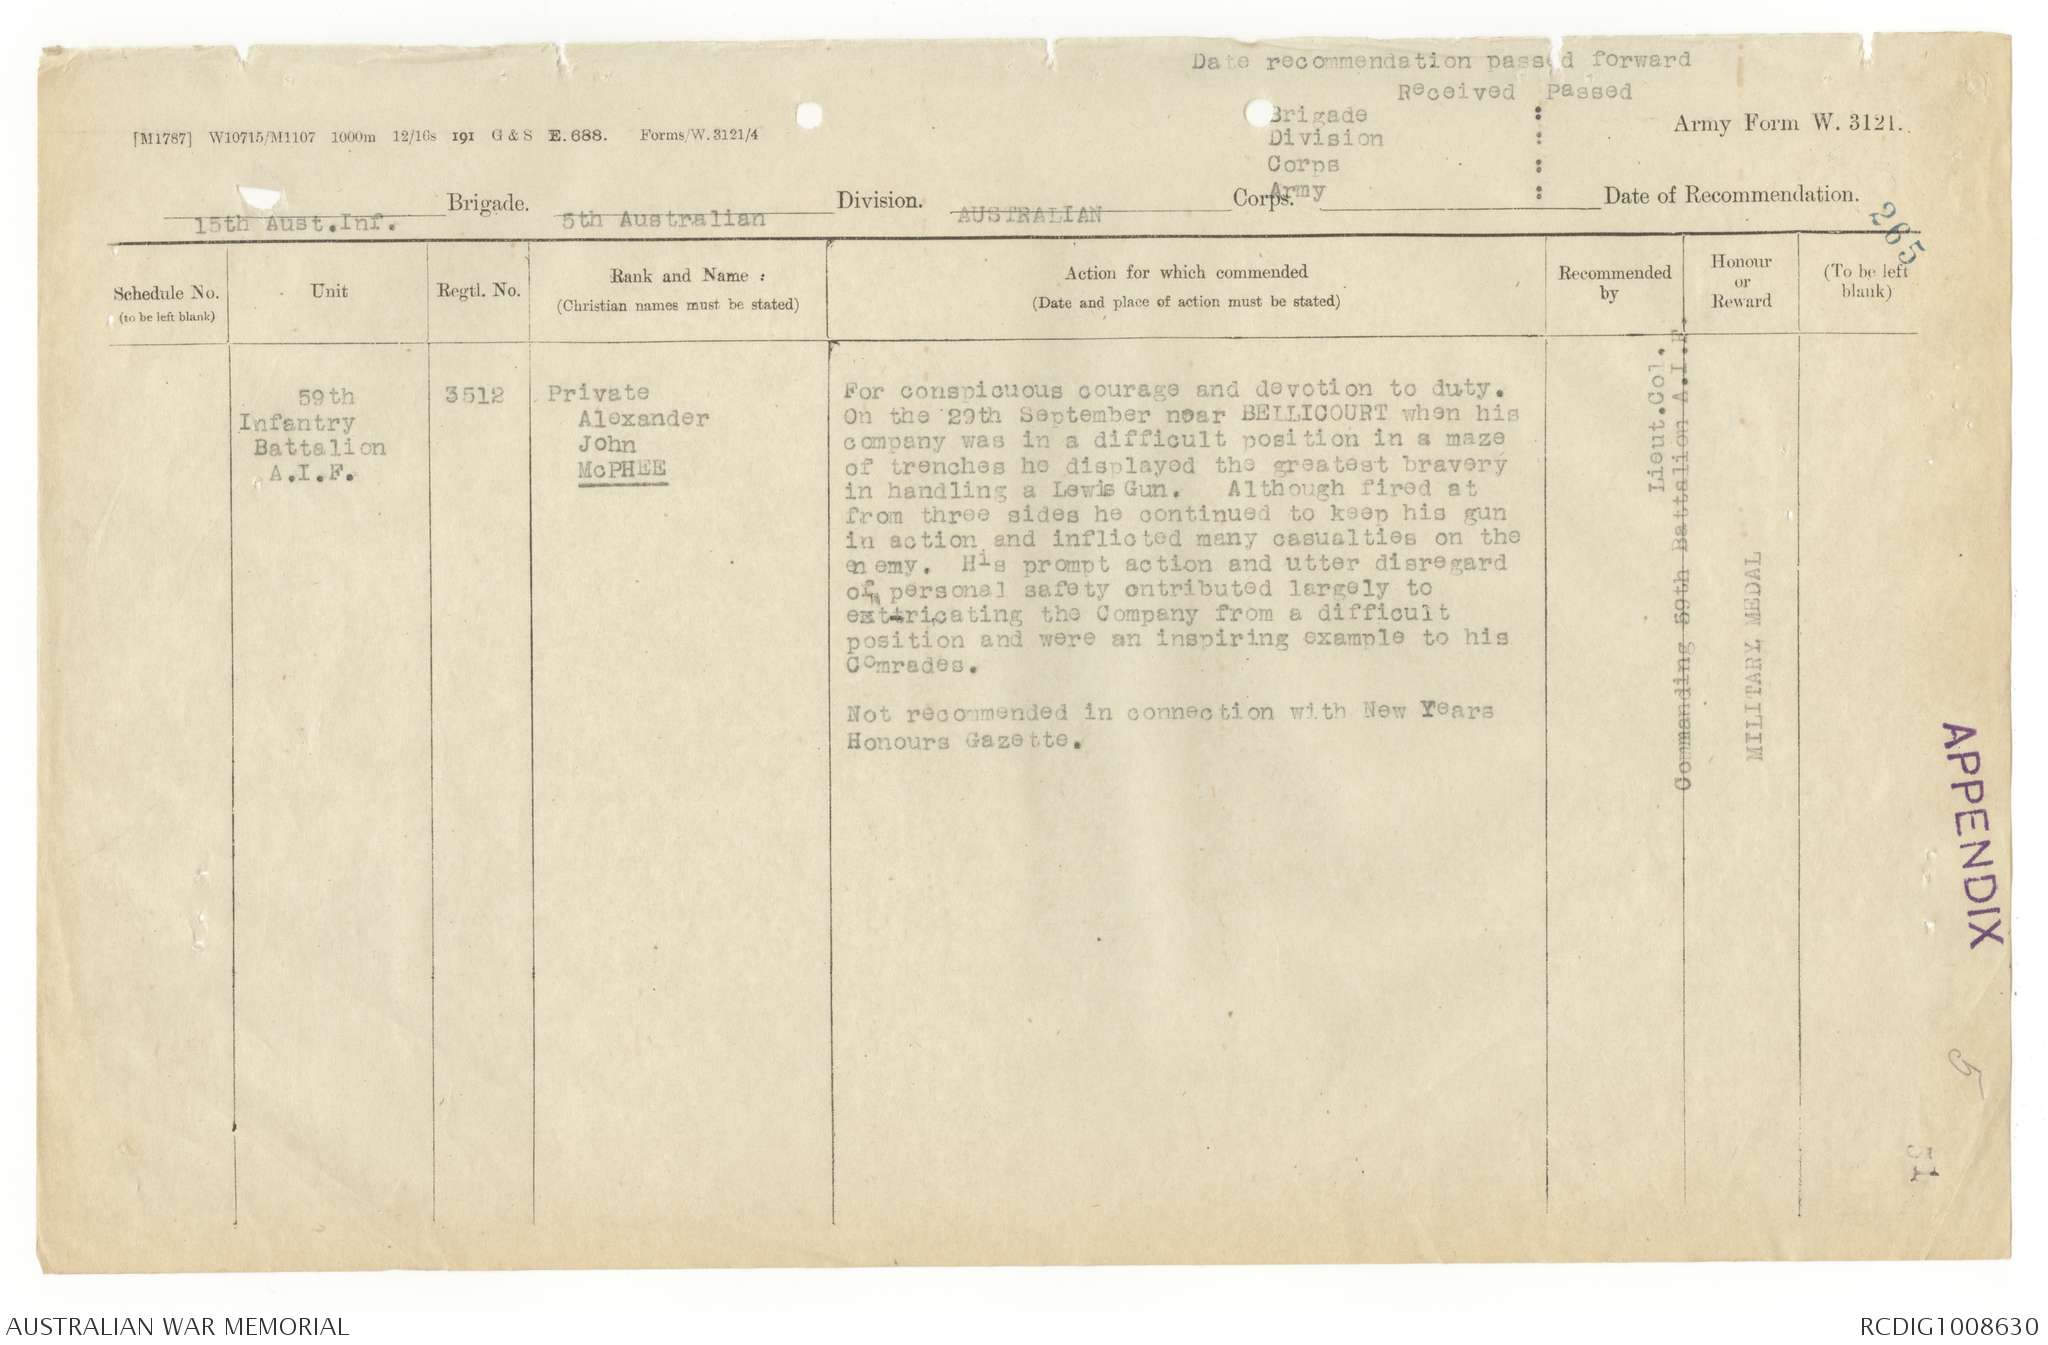 Date recommendation passed forward
Received Passed
Brigade :
Division :
Corps :
Army :
[M1787] W10715/M1107 1000m 12/16s 191 G & S E. 688. Forms/W. 3121/4
Army Form W. 3121.
15th Aust.Inf. Brigade. 5th Australian Division. AUSTRALIAN Corps. Date of Recommendation.
265
Schedule No.
(to be left blank)
Unit
Regtl. No.
Rank and Name :
(Christian names must be stated)
Action for which commended
(Date and place of action must be stated)
Recommended
by
Honour
or
Reward
(To be left
blank)
59th
Infantry
Battalion
A.I.F.
3512
Private
Alexander
John
McPHEE
For conspicuous courage and devotion to duty.
On the 29th September near BELLICOURT when his
company was in a difficult position in a maze
of trenches he displayed the greatest bravery
in handling a Lewis Gun. Although fired at
from three sides he continued to keep his gun
in action and inflicted many casualties on the
enemy. His prompt action and utter disregard
of personal safety ontributed largely to
extricating the Company from a difficult
position and were an inspiring example to his
Comrades.
Not recommended in connection with New Years
Honours Gazette.
Lieut.Col.
Commanding 59th Battalion A.I.F.
MILITARY MEDAL
APPENDIX
5
51
AUSTRALIAN WAR MEMORIAL
RCDIG1008630